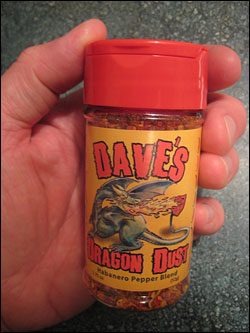 DAVE'S
DRAGON DUST
Habanero Pepper Blend